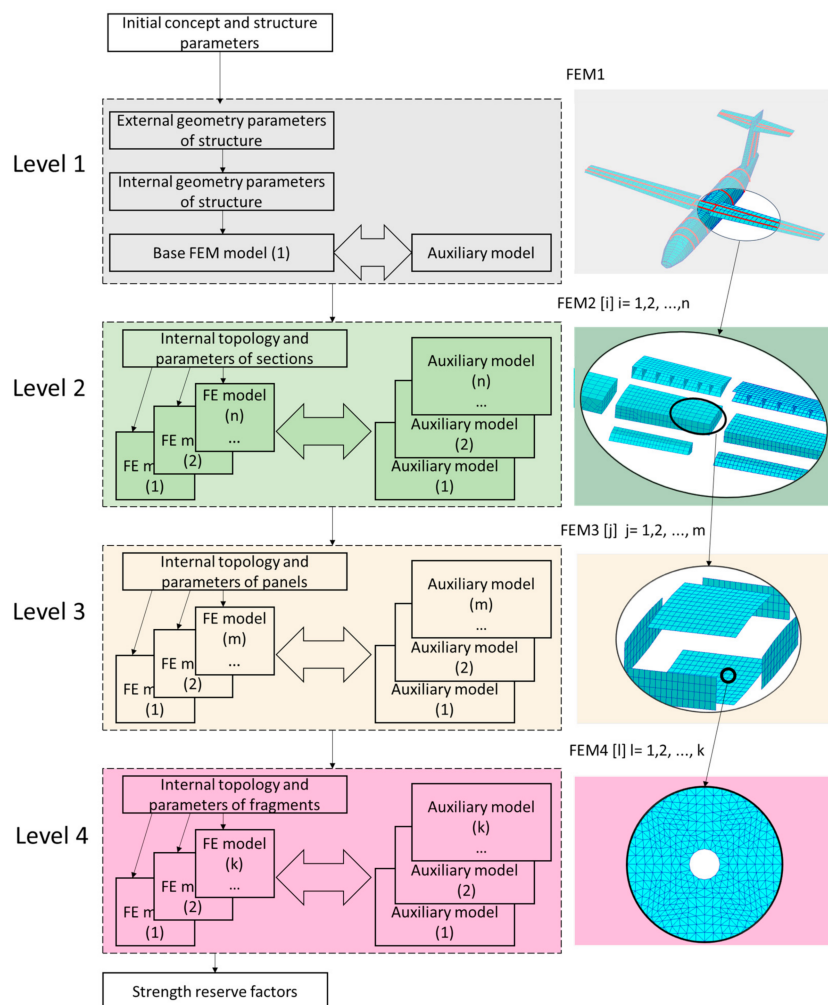 Initial concept and structure
parameters
FEM1
Level 1
External geometry parameters
of structure
Internal geometry parameters
of structure
Base FEM model (1)
Auxiliary model
FEM2 [i] i= 1,2, ...,n
Level 2
Internal topology and
parameters of sections
FE model
(n)
...
FE m
(2)
FE m
(1)
Auxiliary model
(n)
...
Auxiliary model
(2)
Auxiliary model
(1)
FEM3 [j] j= 1,2, ..., m
Level 3
Internal topology and
parameters of panels
FE model
(m)
...
FE m
(2)
FE m
(1)
Auxiliary model
(m)
...
Auxiliary model
(2)
Auxiliary model
(1)
FEM4 [l] l= 1,2, ..., k
Level 4
Internal topology and
parameters of fragments
FE model
(k)
...
FE m
(2)
FE m
(1)
Auxiliary model
(k)
...
Auxiliary model
(2)
Auxiliary model
(1)
Strength reserve factors